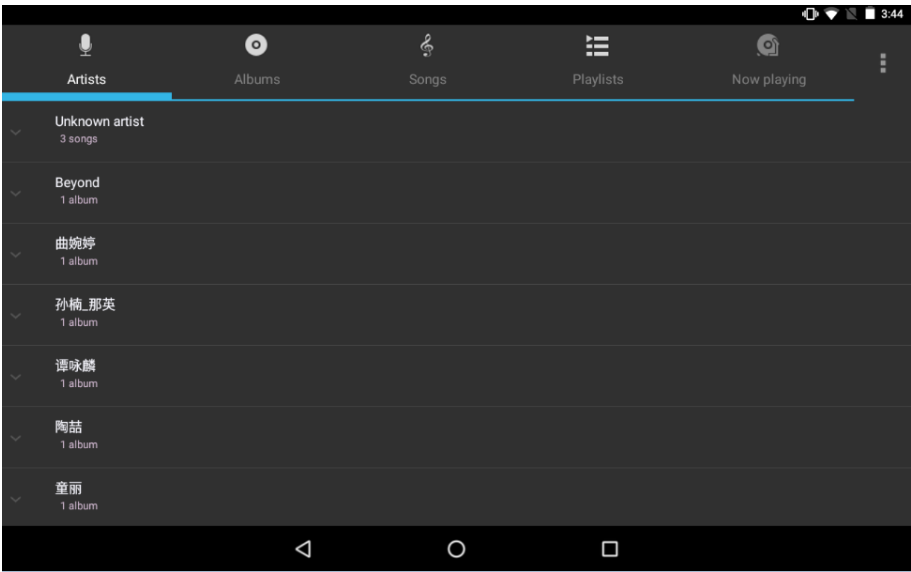 3:44
Artists
Albums
Songs
Playlists
Now playing
Unknown artist
3 songs
Beyond
1 album
曲婉婷
1 album
孙楠_那英
1 album
谭咏麟
1 album
陶喆
1 album
童丽
1 album